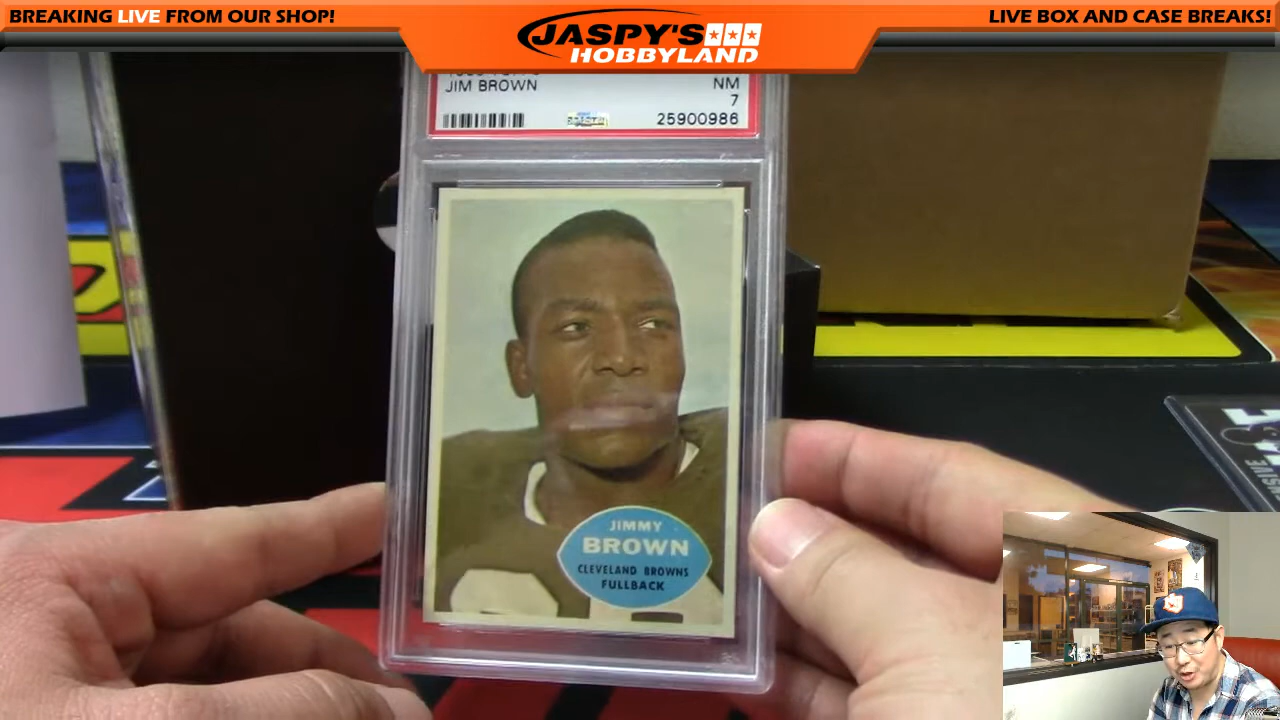 BREAKING LIVE FROM OUR SHOP!
JASPY'S
HOBBYLAND
LIVE BOX AND CASE BREAKS!
JIM BROWN
NM
7
25900986
JIMMY
BROWN
CLEVELAND BROWNS
FULLBACK